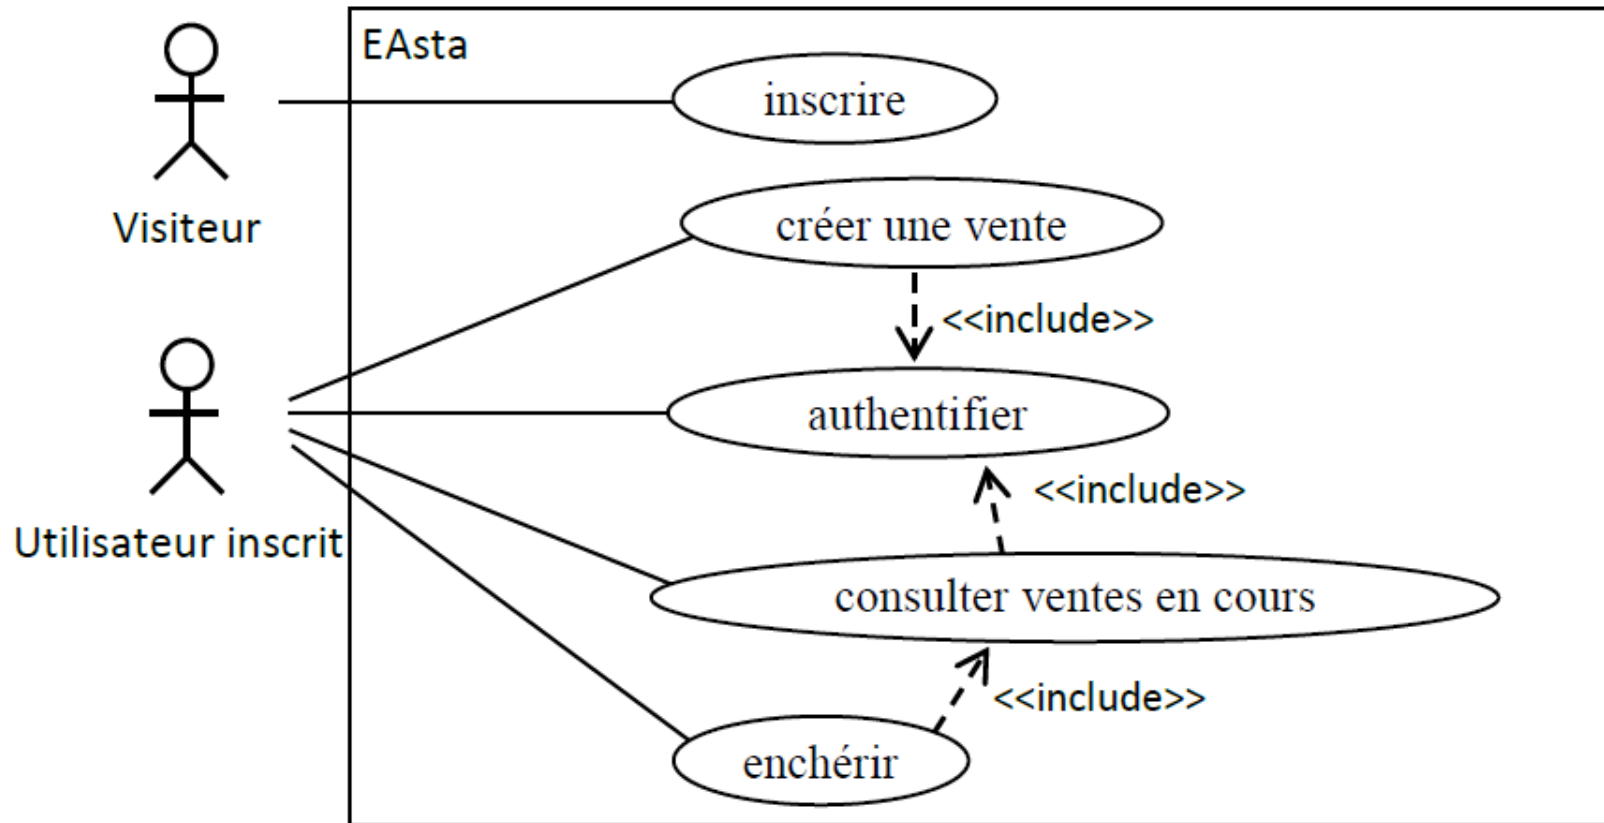 EAsta
inscrire
Visiteur
créer une vente
<<include>>
authentifier
<<include>>
Utilisateur inscrit
consulter ventes en cours
<<include>>
enchérir